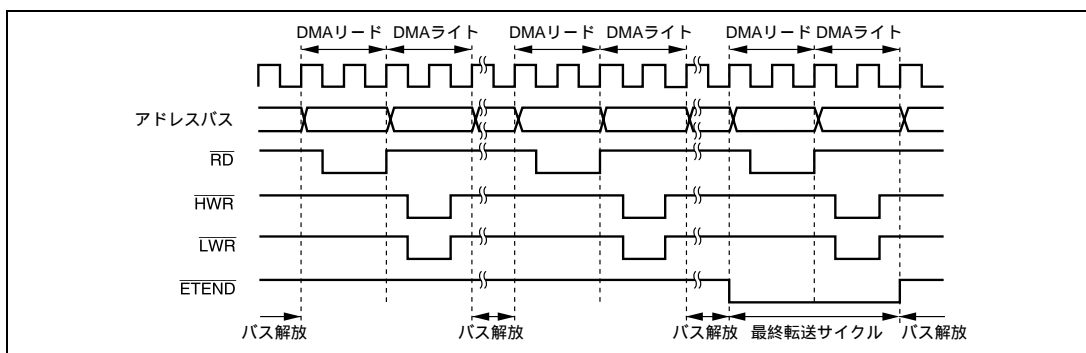 DMAリード DMAライト DMAリード DMAライト DMAリード DMAライト
アドレスバス
RD
HWR
LWR
ETEND
バス解放 バス解放 バス解放 最終転送サイクル バス解放